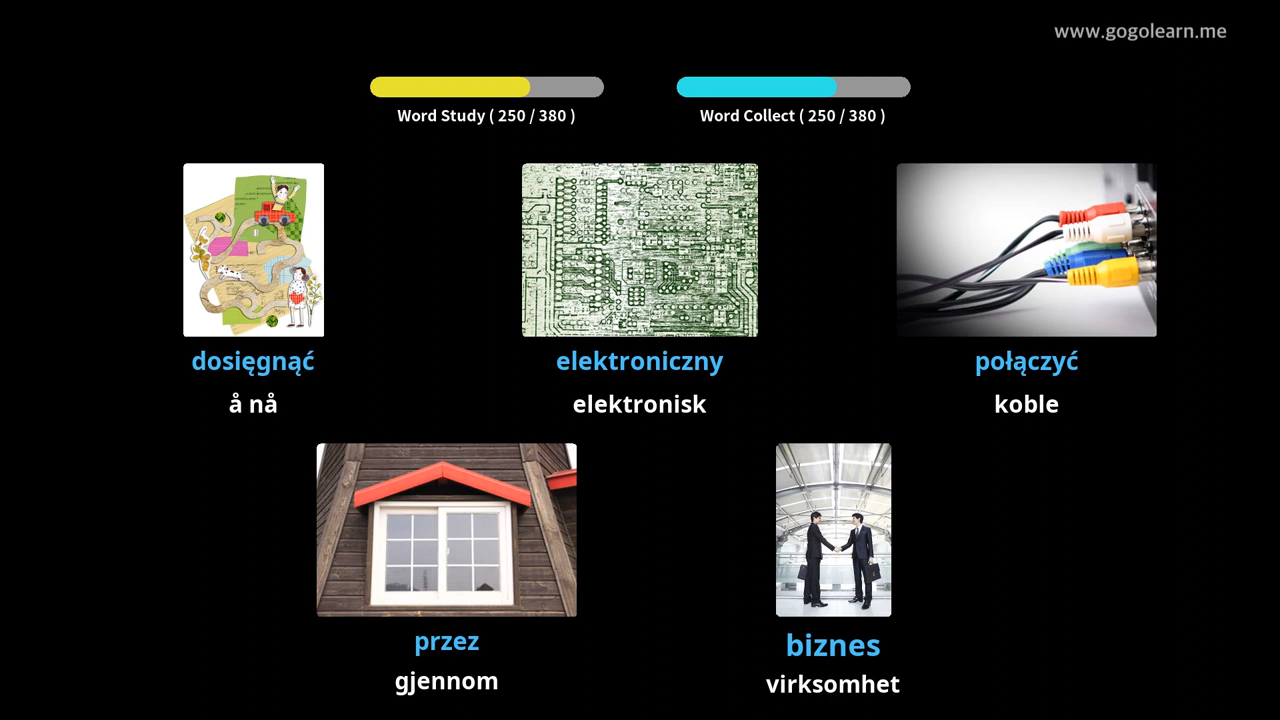 www.gogolearn.me
Word Study ( 250 / 380 )
Word Collect ( 250 / 380 )
dosięgnąć
å nå
elektroniczny
elektronisk
połączyć
koble
przez
gjennom
biznes
virksomhet